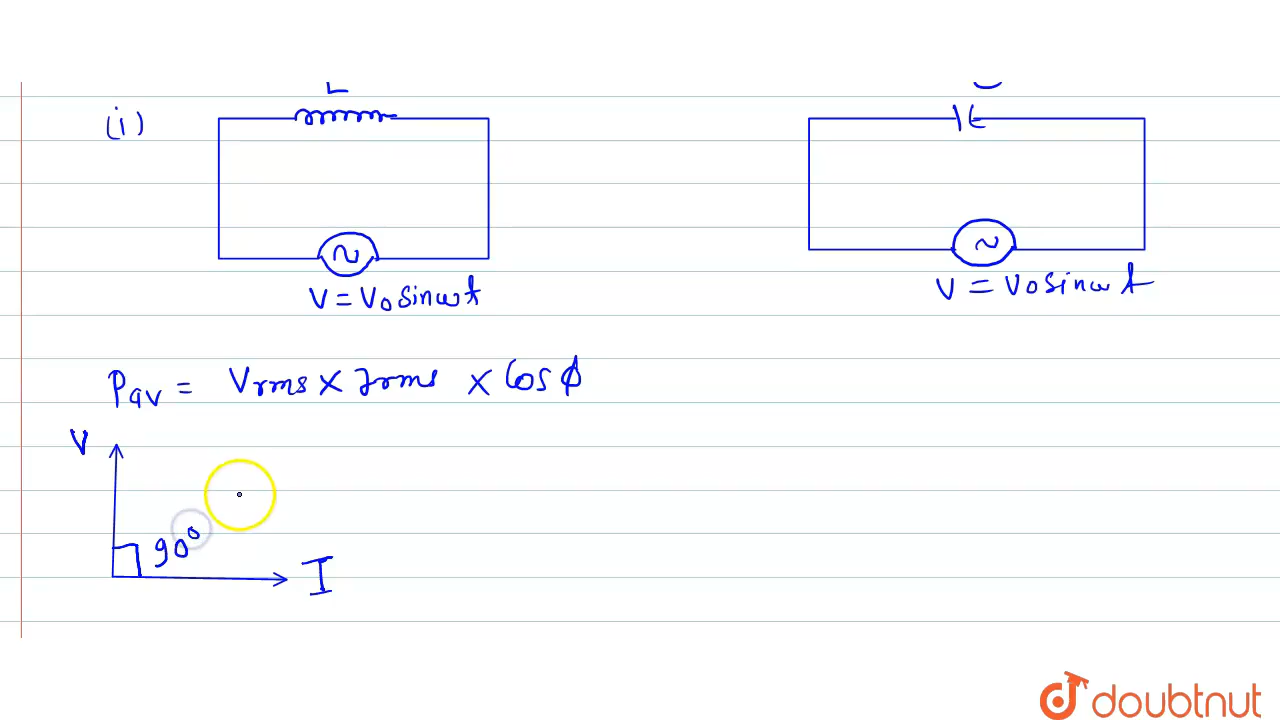 L
(i)
V = V0 sinωt
V = V0 sinωt
Pav = Vrms × Irms × Cos φ
V
90°
I
doubtnut